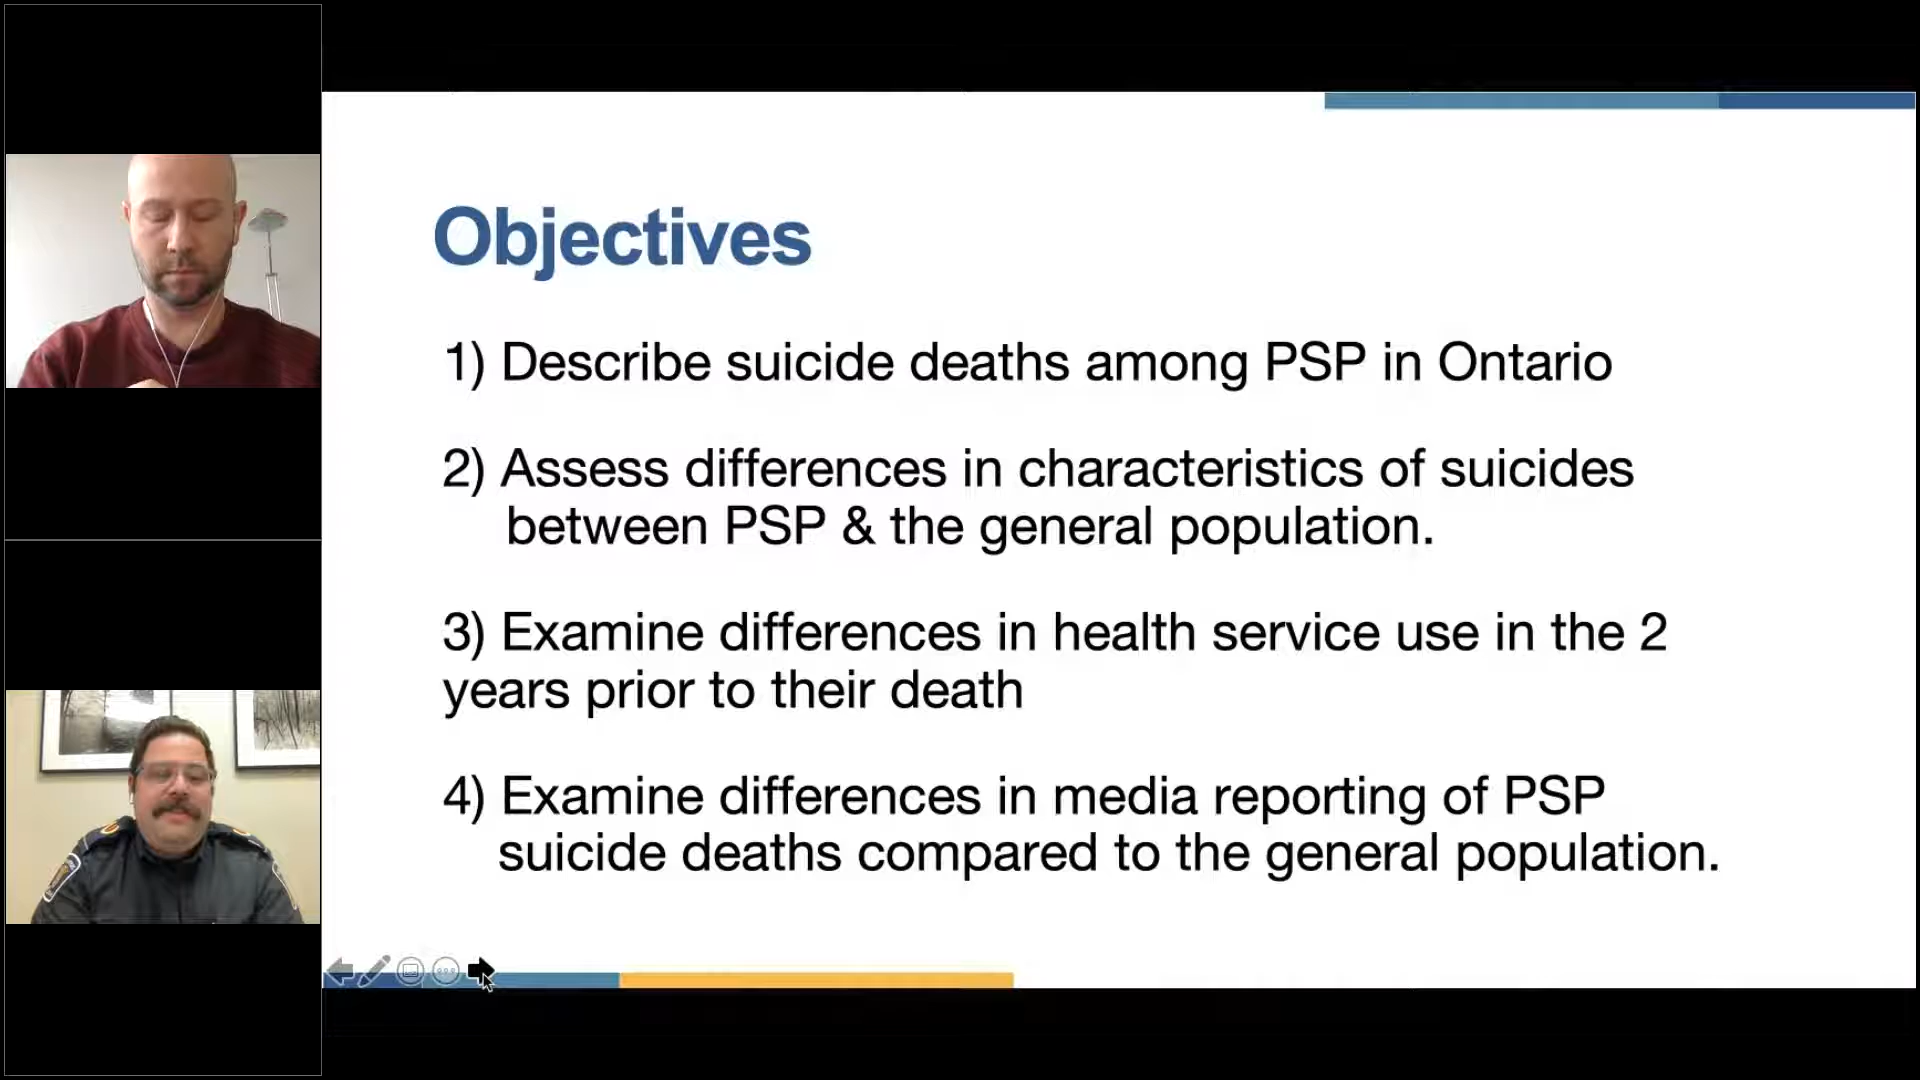 Objectives
1) Describe suicide deaths among PSP in Ontario
2) Assess differences in characteristics of suicides
between PSP & the general population.
3) Examine differences in health service use in the 2
years prior to their death
4) Examine differences in media reporting of PSP
suicide deaths compared to the general population.